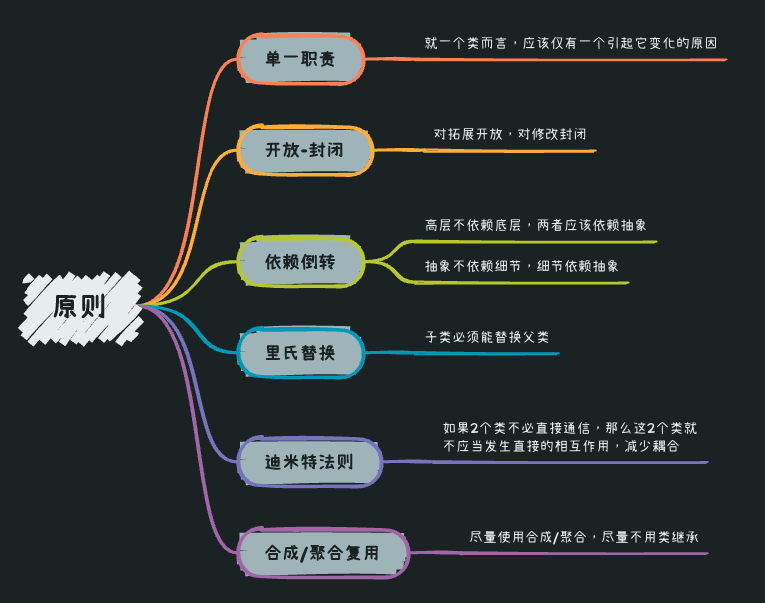 原则
单一职责
就一个类而言，应该仅有一个引起它变化的原因
开放-封闭
对拓展开放，对修改封闭
依赖倒转
高层不依赖底层，两者应该依赖抽象
抽象不依赖细节，细节依赖抽象
里氏替换
子类必须能替换父类
迪米特法则
如果2个类不必直接通信，那么这2个类就
不应当发生直接的相互作用，减少耦合
合成/聚合复用
尽量使用合成/聚合，尽量不用类继承